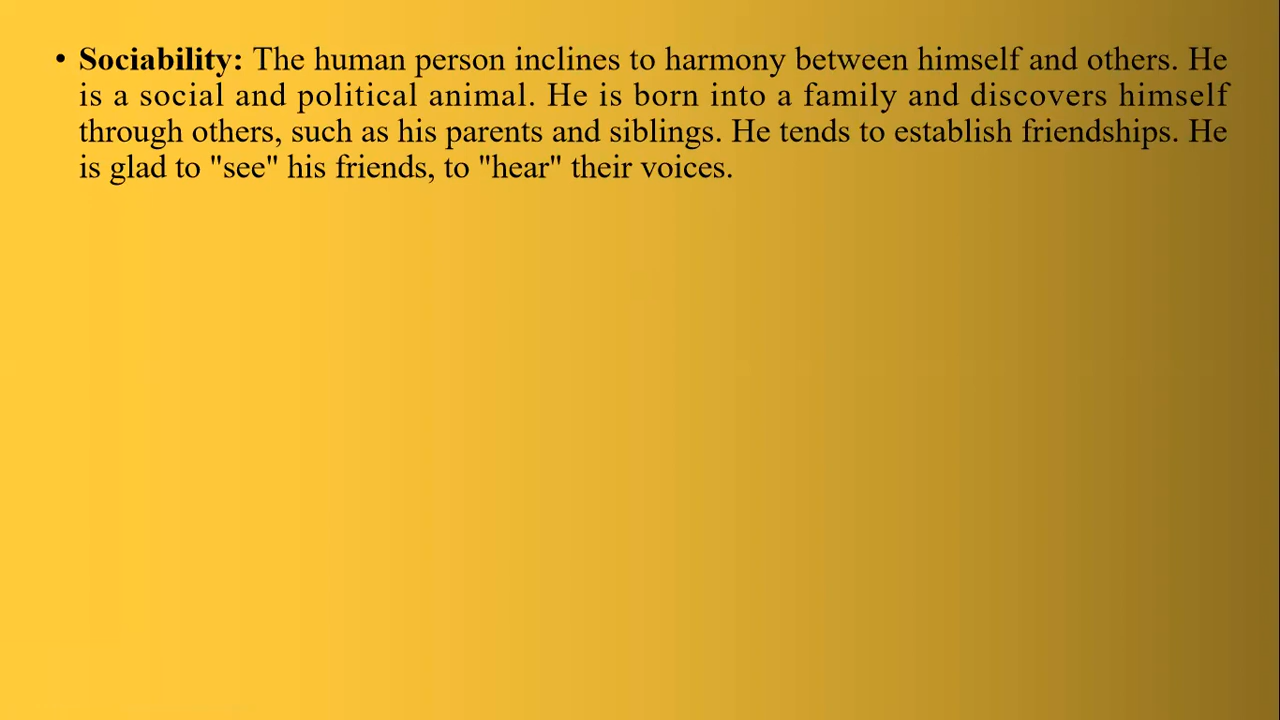 • Sociability: The human person inclines to harmony between himself and others. He
is a social and political animal. He is born into a family and discovers himself
through others, such as his parents and siblings. He tends to establish friendships. He
is glad to "see" his friends, to "hear" their voices.